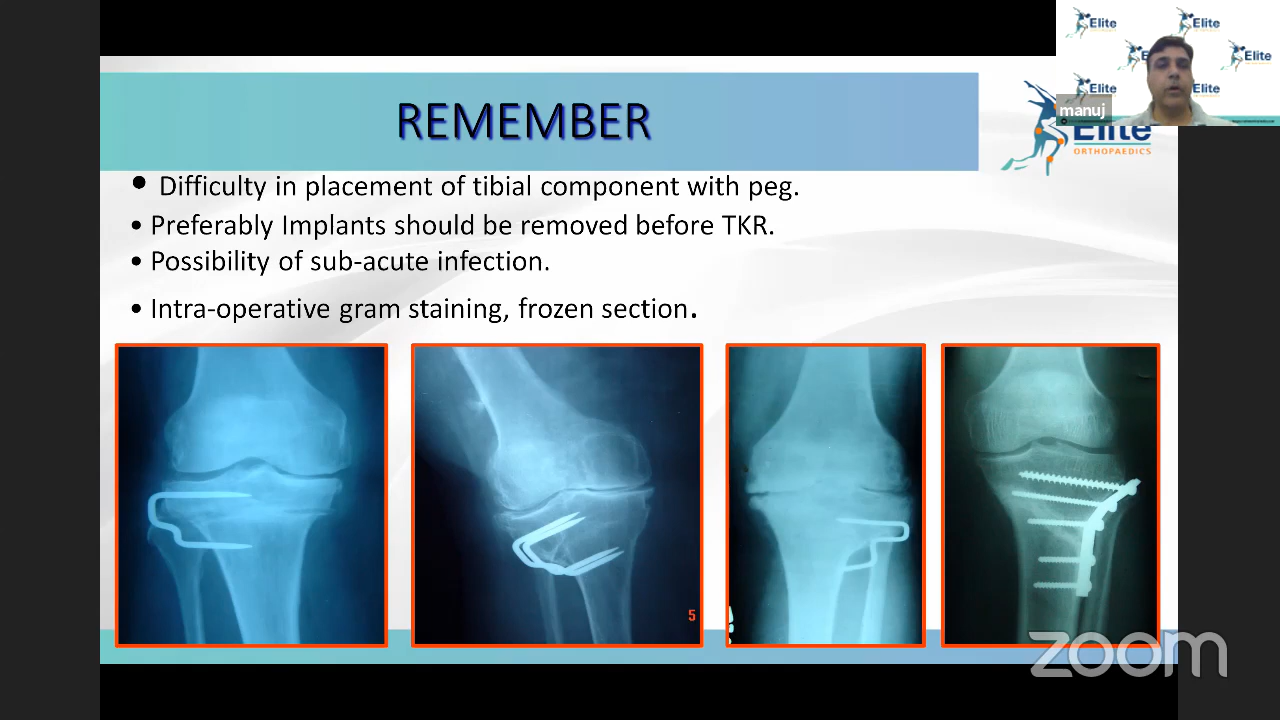 Elite
Elite
Elite
Elite
Elite
manuj
REMEMBER
Elite
ORTHOPAEDICS
• Difficulty in placement of tibial component with peg.
• Preferably Implants should be removed before TKR.
• Possibility of sub-acute infection.
• Intra-operative gram staining, frozen section.
5
zoom